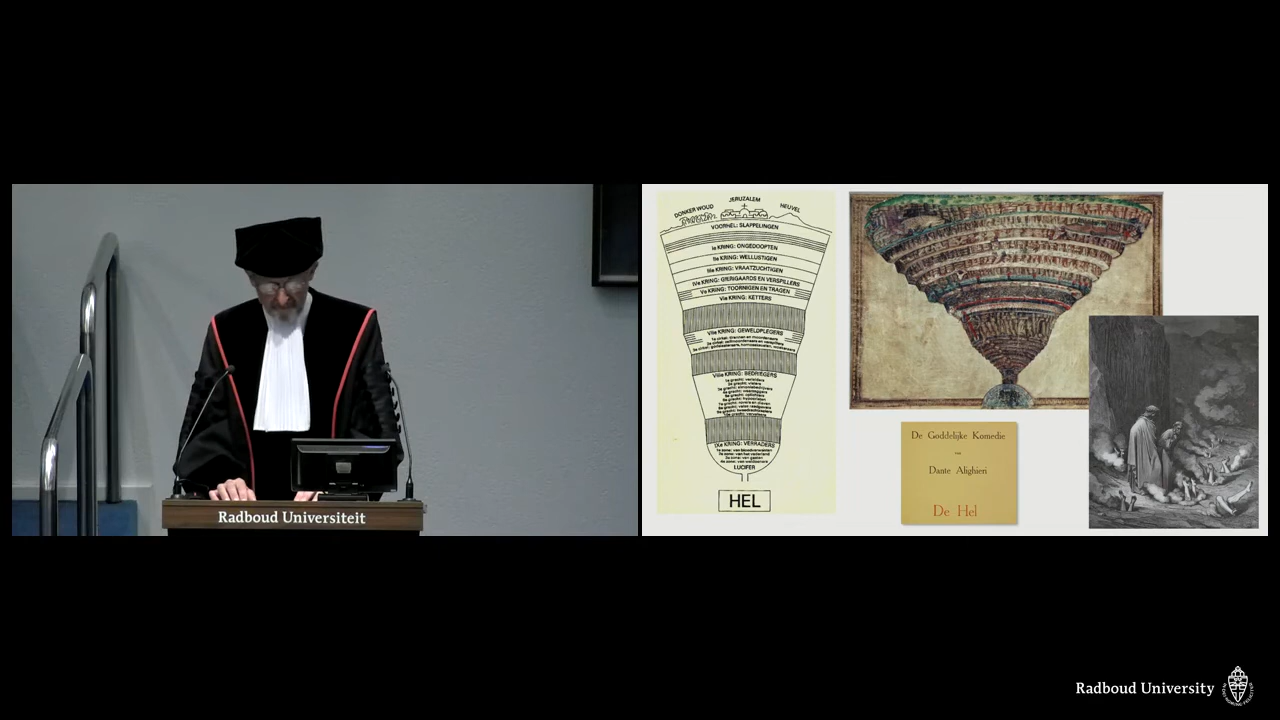 Radboud Universiteit
DONKER WOUD
JERUZALEM
HEUVEL
VOORHEL: SLAPPELINGEN
Ie KRING: ONGEDOOPTEN
IIe KRING: WELLUSTIGEN
IIIe KRING: VRAATZUCHTIGEN
IVe KRING: GIERIGAARDS EN VERSPILLERS
Ve KRING: TOORNIGEN EN TRAGEN
VIe KRING: KETTERS
VIIe KRING: GEWELDPLEGERS
VIIIe KRING: BEDRIEGERS
IXe KRING: VERRADERS
LUCIFER
HEL
De Goddelijke Komedie
van
Dante Alighieri
De Hel
Radboud University